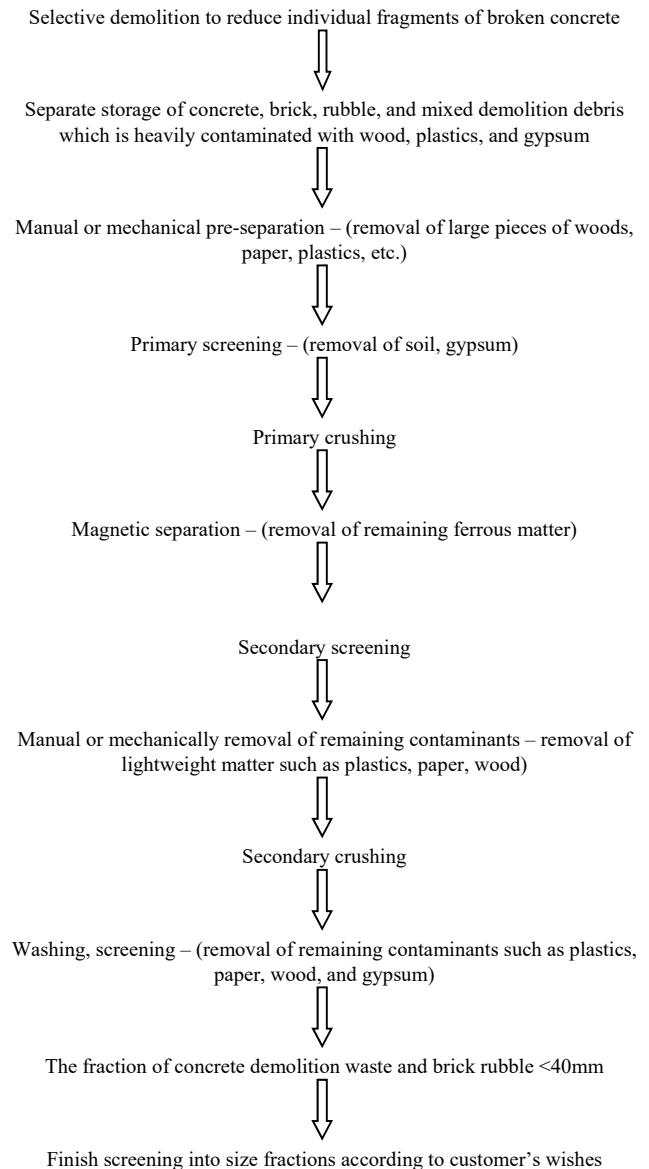 Selective demolition to reduce individual fragments of broken concrete
Separate storage of concrete, brick, rubble, and mixed demolition debris
which is heavily contaminated with wood, plastics, and gypsum
Manual or mechanical pre-separation – (removal of large pieces of woods,
paper, plastics, etc.)
Primary screening – (removal of soil, gypsum)
Primary crushing
Magnetic separation – (removal of remaining ferrous matter)
Secondary screening
Manual or mechanically removal of remaining contaminants – removal of
lightweight matter such as plastics, paper, wood)
Secondary crushing
Washing, screening – (removal of remaining contaminants such as plastics,
paper, wood, and gypsum)
The fraction of concrete demolition waste and brick rubble <40mm
Finish screening into size fractions according to customer’s wishes